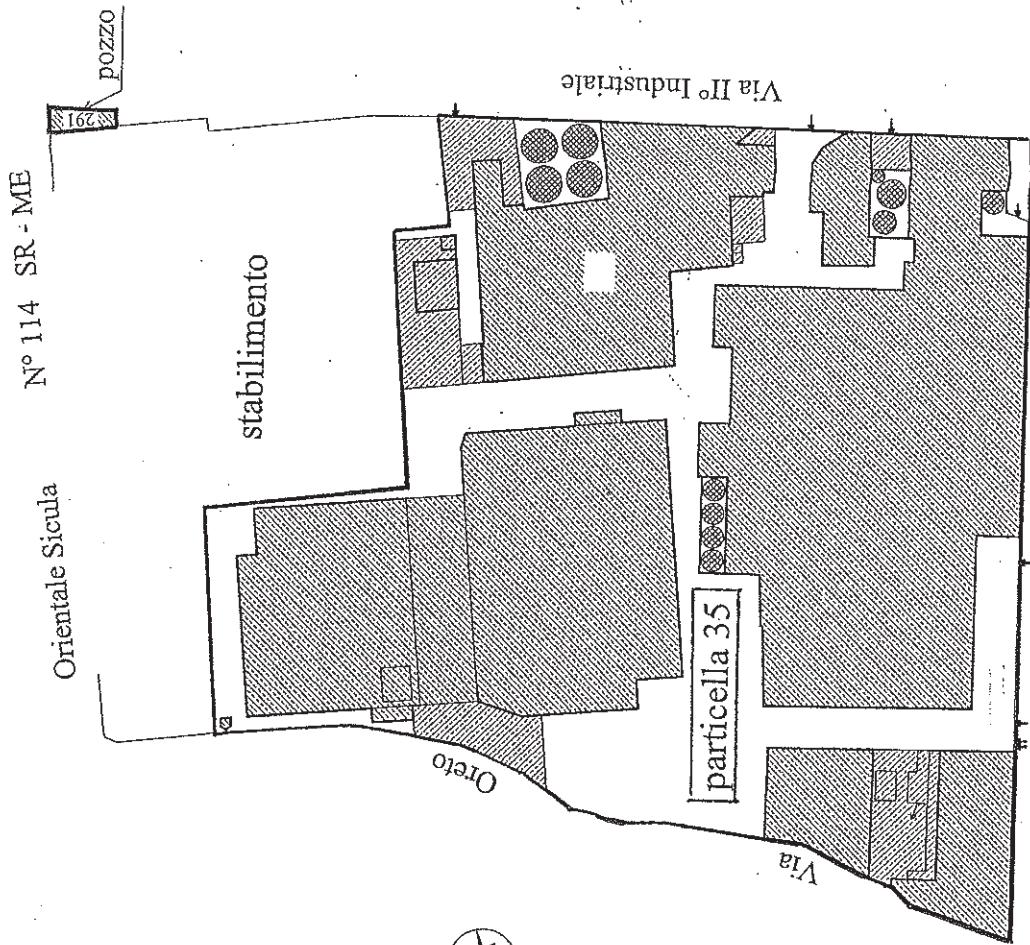 Orientale Sicula
N° 114 SR - ME
291
pozzo
stabilimento
Via II° Industriale
particella 35
Via
Oreto